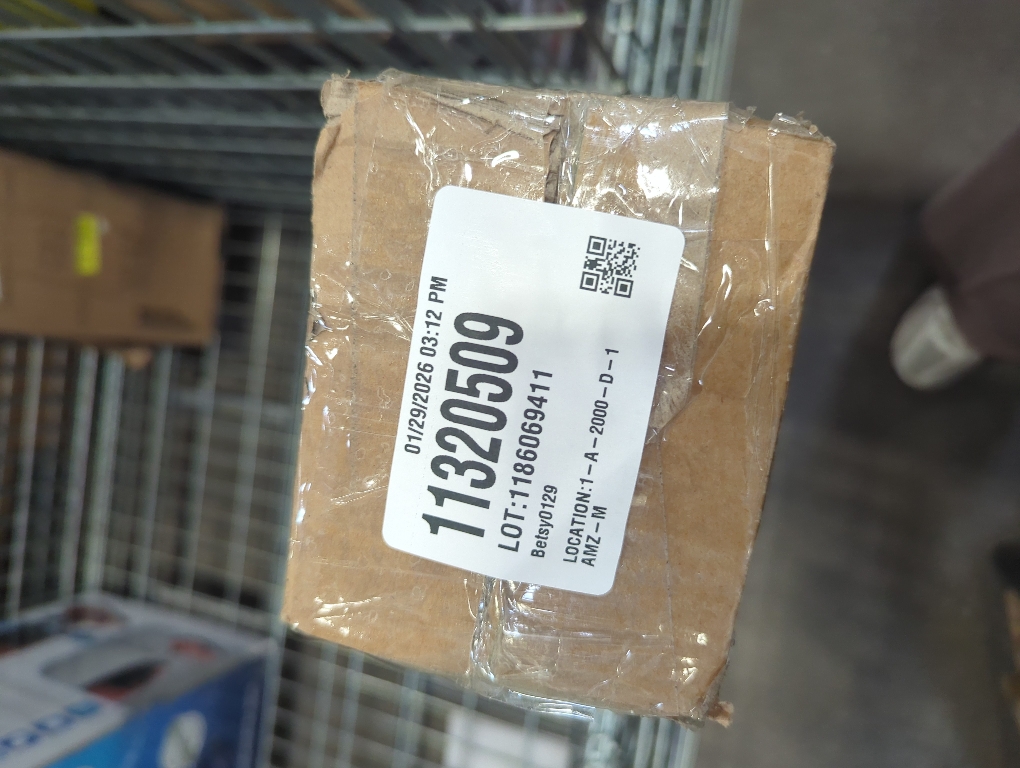 01/29/2026 03:12 PM
11320509
LOT:1186069411
Betsy0129
LOCATION:1-A-2000-D-1
AMZ-M